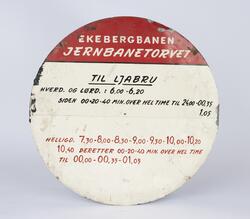 EKEBERGBANEN
JERNBANETORVET
TIL LJABRU
HVERD. OG LØRD. : 6,00 - 6,20
SIDEN 00-20-40 MIN. OVER HEL TIME TIL 24,00-00,35
1,05
HELLIGD. 7,30-8,00-8,30-9,00-9,30-10,00-10,20
10,40 DERETTER 00-20-40 MIN. OVER HEL TIME
TIL 00,00-00,35-01,05